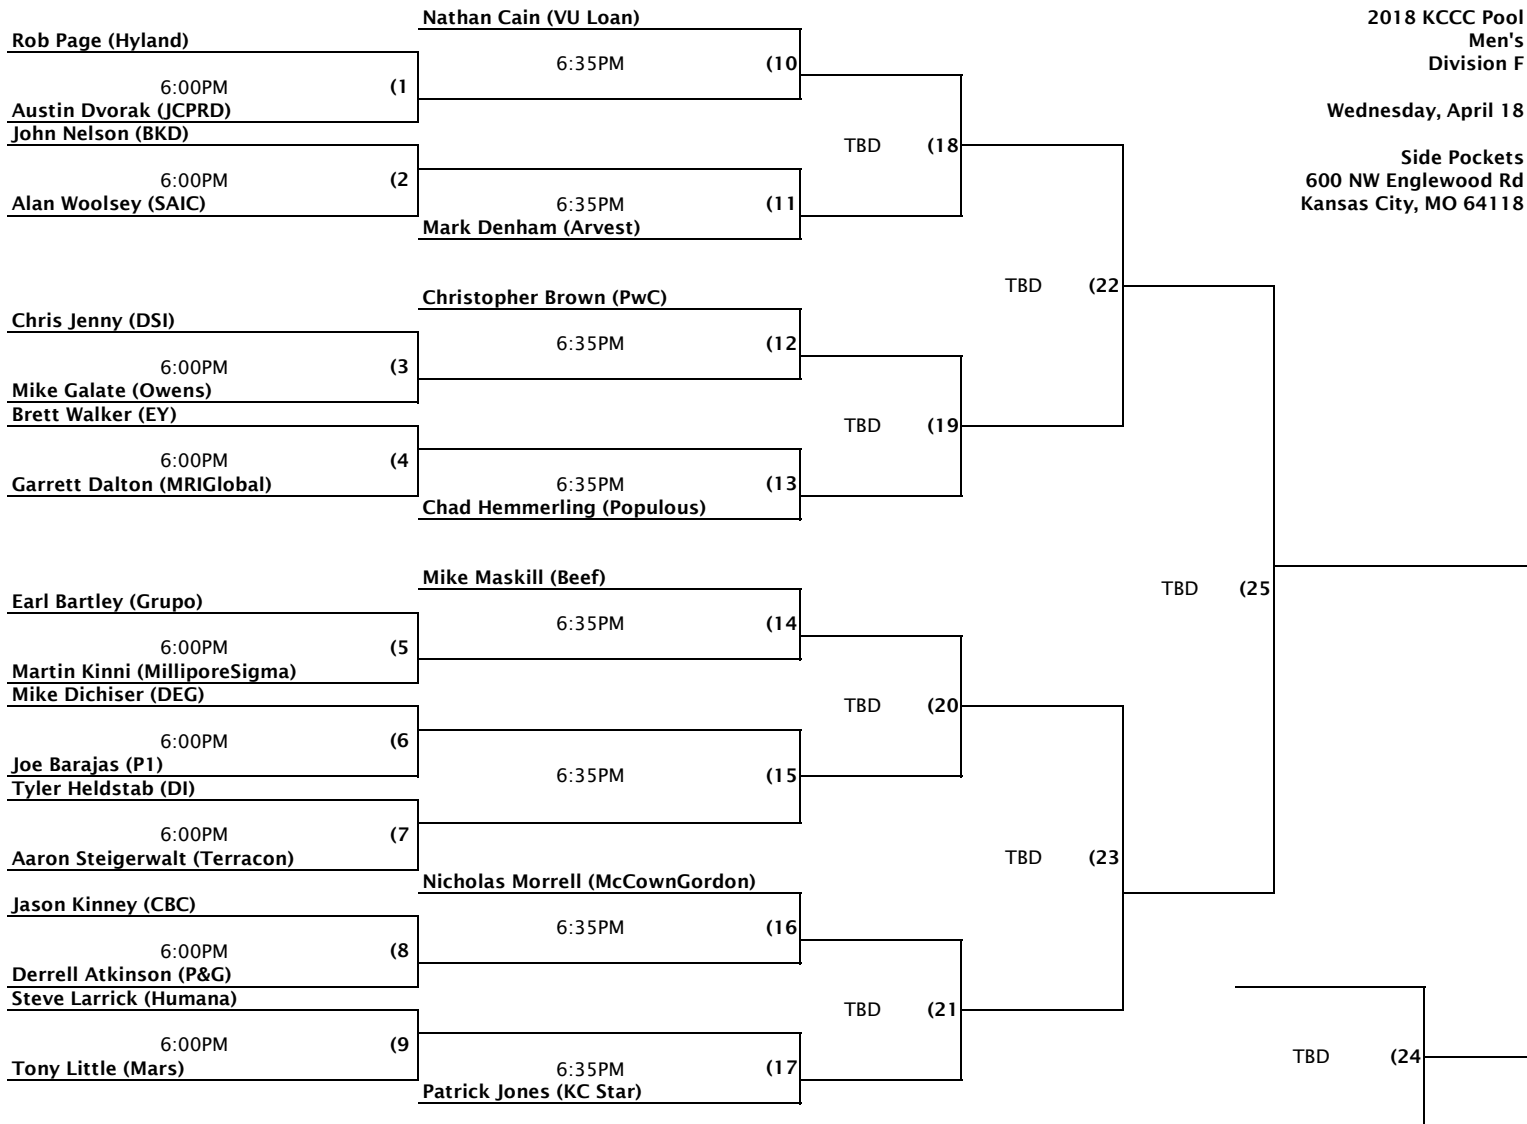 Nathan Cain (VU Loan)
2018 KCCC Pool
Rob Page (Hyland)
Men's
6:35PM
(10
Division F
6:00PM
(1
Austin Dvorak (JCPRD)
Wednesday, April 18
John Nelson (BKD)
TBD
(18
Side Pockets
6:00PM
(2
600 NW Englewood Rd
Alan Woolsey (SAIC)
6:35PM
(11
Kansas City, MO 64118
Mark Denham (Arvest)
TBD
(22
Christopher Brown (PwC)
Chris Jenny (DSI)
6:35PM
(12
6:00PM
(3
Mike Galate (Owens)
Brett Walker (EY)
TBD
(19
6:00PM
(4
Garrett Dalton (MRIGlobal)
6:35PM
(13
Chad Hemmerling (Populous)
Mike Maskill (Beef)
TBD
(25
Earl Bartley (Grupo)
6:35PM
(14
6:00PM
(5
Martin Kinni (MilliporeSigma)
Mike Dichiser (DEG)
TBD
(20
6:00PM
(6
Joe Barajas (P1)
6:35PM
(15
Tyler Heldstab (DI)
6:00PM
(7
Aaron Steigerwalt (Terracon)
TBD
(23
Nicholas Morrell (McCownGordon)
Jason Kinney (CBC)
6:35PM
(16
6:00PM
(8
Derrell Atkinson (P&G)
Steve Larrick (Humana)
TBD
(21
6:00PM
(9
TBD
(24
Tony Little (Mars)
6:35PM
(17
Patrick Jones (KC Star)